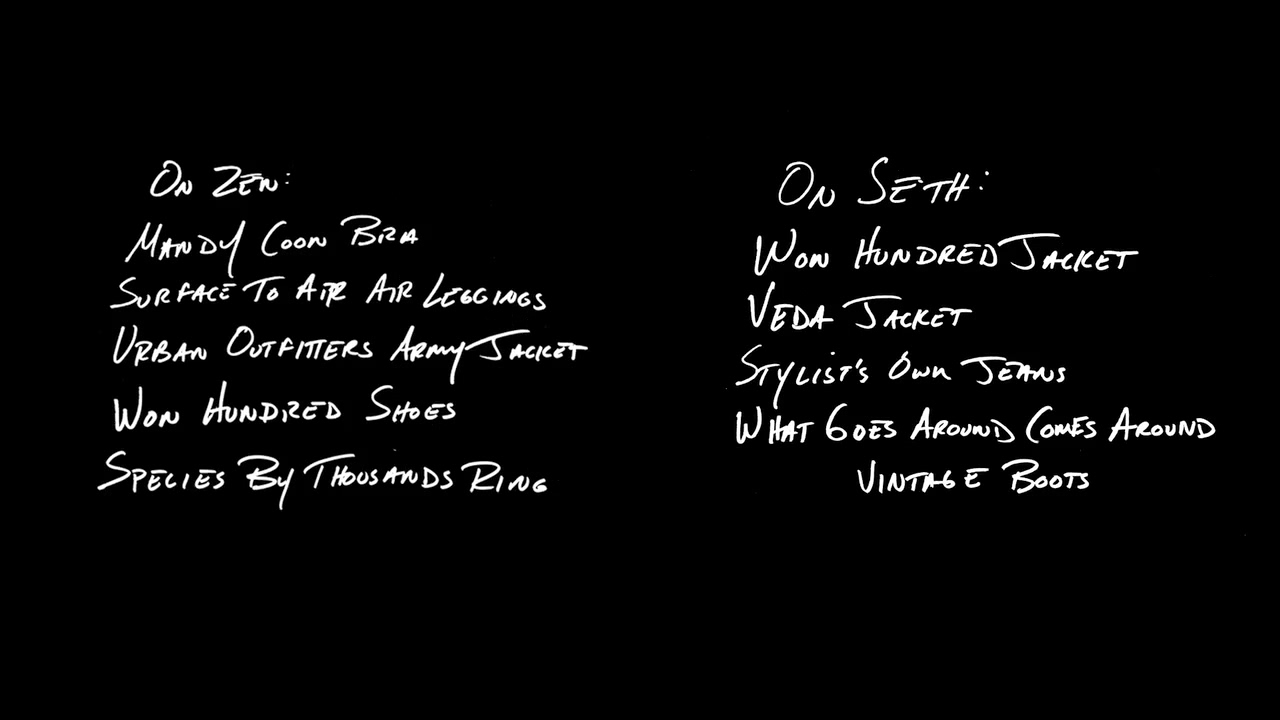 On Zen:
Mandy Coon Bra
Surface To Air Air Leggings
Urban Outfitters Army Jacket
Won Hundred Shoes
Species By Thousands Ring
On Seth:
Won Hundred Jacket
Veda Jacket
Stylist's Own Jeans
What Goes Around Comes Around
Vintage Boots